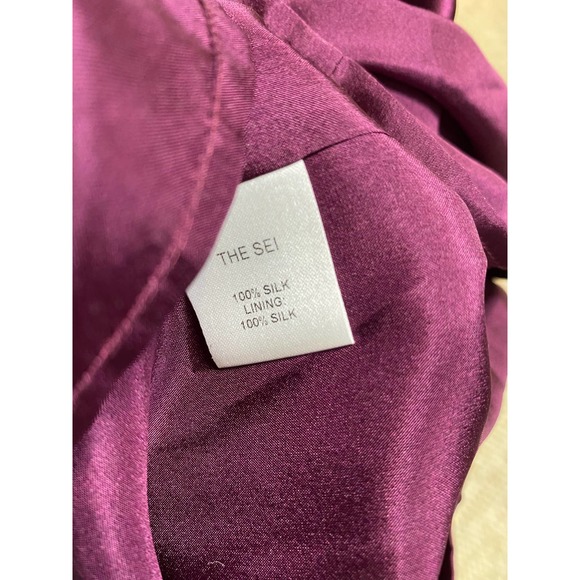 THE SEI
100% SILK
LINING:
100% SILK